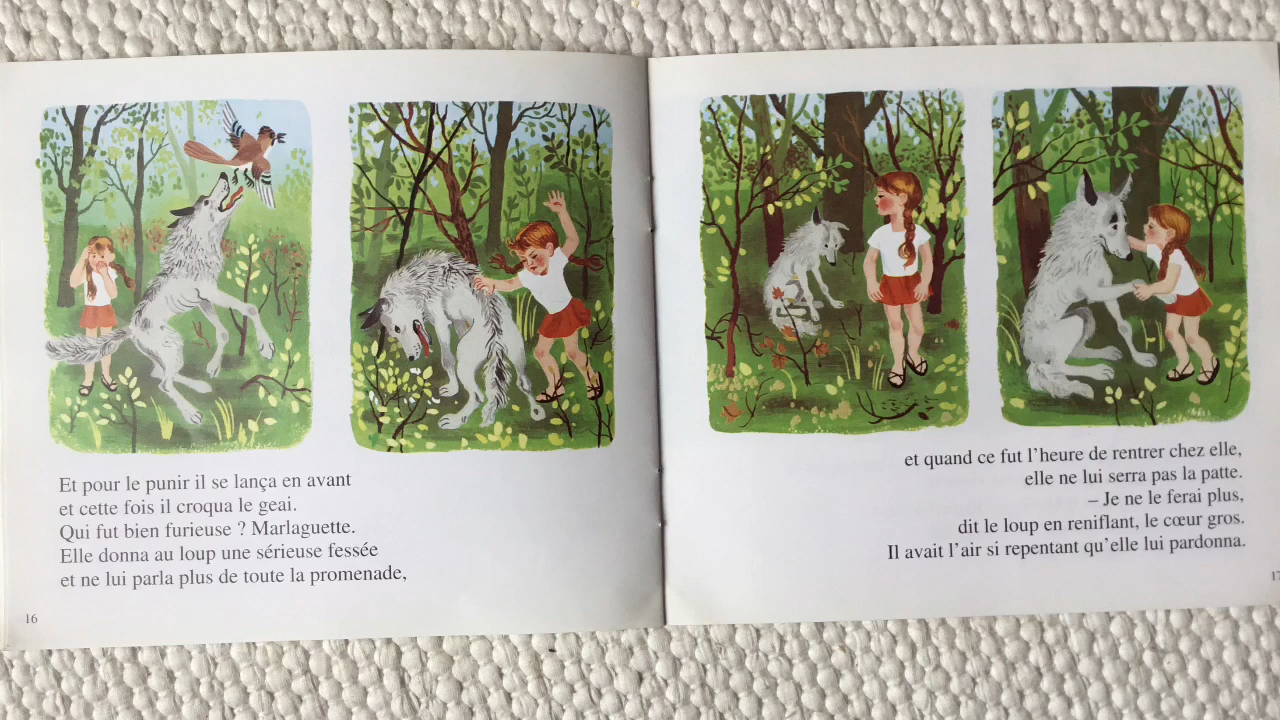 Et pour le punir il se lança en avant
et cette fois il croqua le geai.
Qui fut bien furieuse ? Marlaguette.
Elle donna au loup une sérieuse fessée
et ne lui parla plus de toute la promenade,
16
et quand ce fut l'heure de rentrer chez elle,
elle ne lui serra pas la patte.
– Je ne le ferai plus,
dit le loup en reniflant, le cœur gros.
Il avait l'air si repentant qu'elle lui pardonna.
17